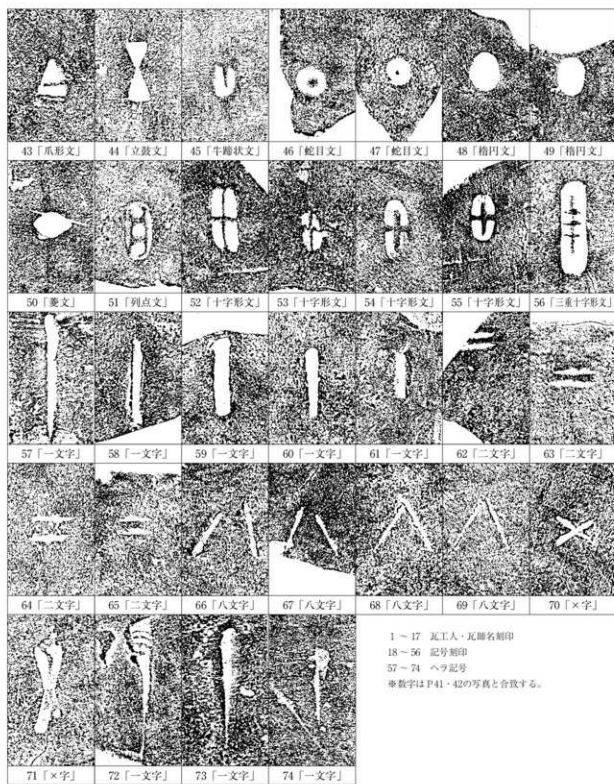 43「爪形文」 44「立鼓文」 45「牛蹄状文」 46「蛇目文」 47「蛇目文」 48「楕円文」 49「楕円文」
50「菱文」 51「列点文」 52「十字形文」 53「十字形文」 54「十字形文」 55「十字形文」 56「三重十字形文」
57「一文字」 58「一文字」 59「一文字」 60「一文字」 61「一文字」 62「二文字」 63「二文字」
64「二文字」 65「二文字」 66「八文字」 67「八文字」 68「八文字」 69「八文字」 70「×字」
1～17 瓦工人・瓦師名刻印
18～56 記号刻印
57～74 ヘラ記号
※数字はP41・42の写真と合致する。
71「×字」 72「一文字」 73「一文字」 74「一文字」